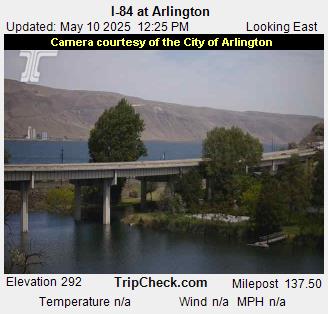 I-84 at Arlington
Updated: May 10 2025 12:25 PM Looking East
Camera courtesy of the City of Arlington
Elevation 292 TripCheck.com Milepost 137.50
Temperature n/a Wind n/a MPH n/a